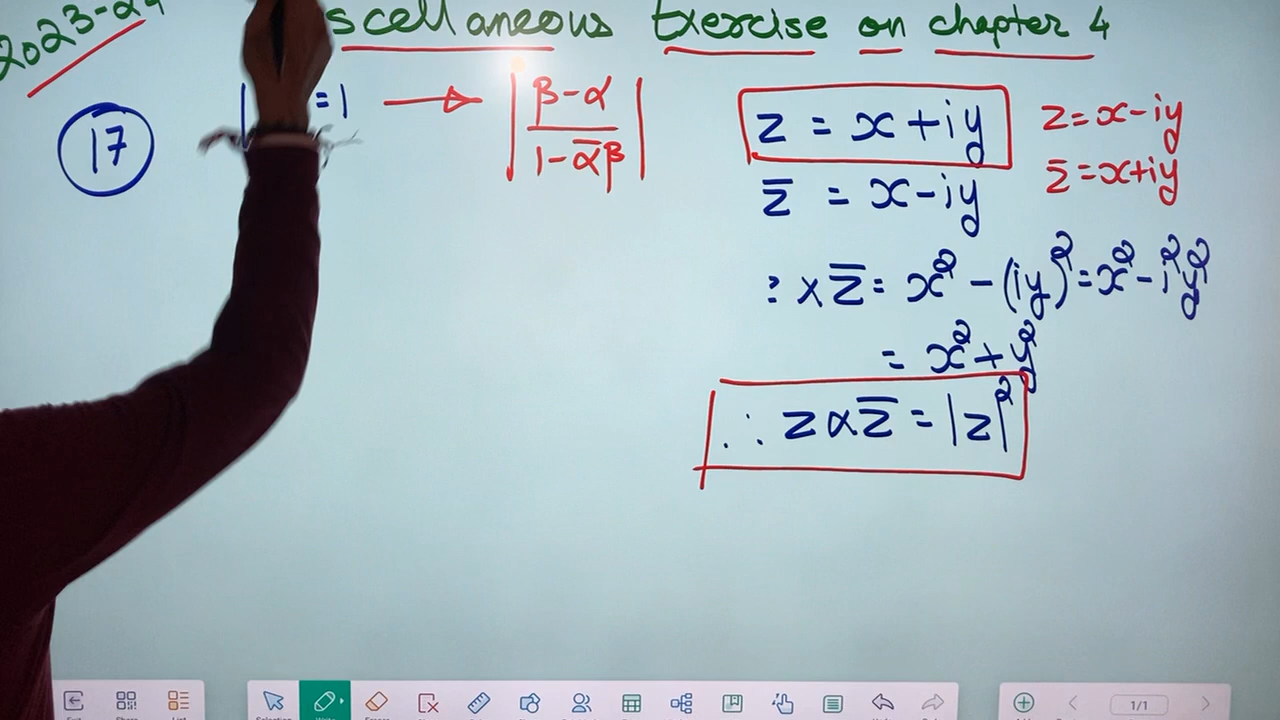 2023-24
scellaneous Exercise on chapter 4
17
| =1 → |β-α / 1-ᾱβ|
z = x+iy
z̄ = x-iy
z=x-iy
z̄=x+iy
: × z̄ = x² - (iy)² = x² - i²y²
= x²+y²
∴ z × z̄ = |z|²
1/1